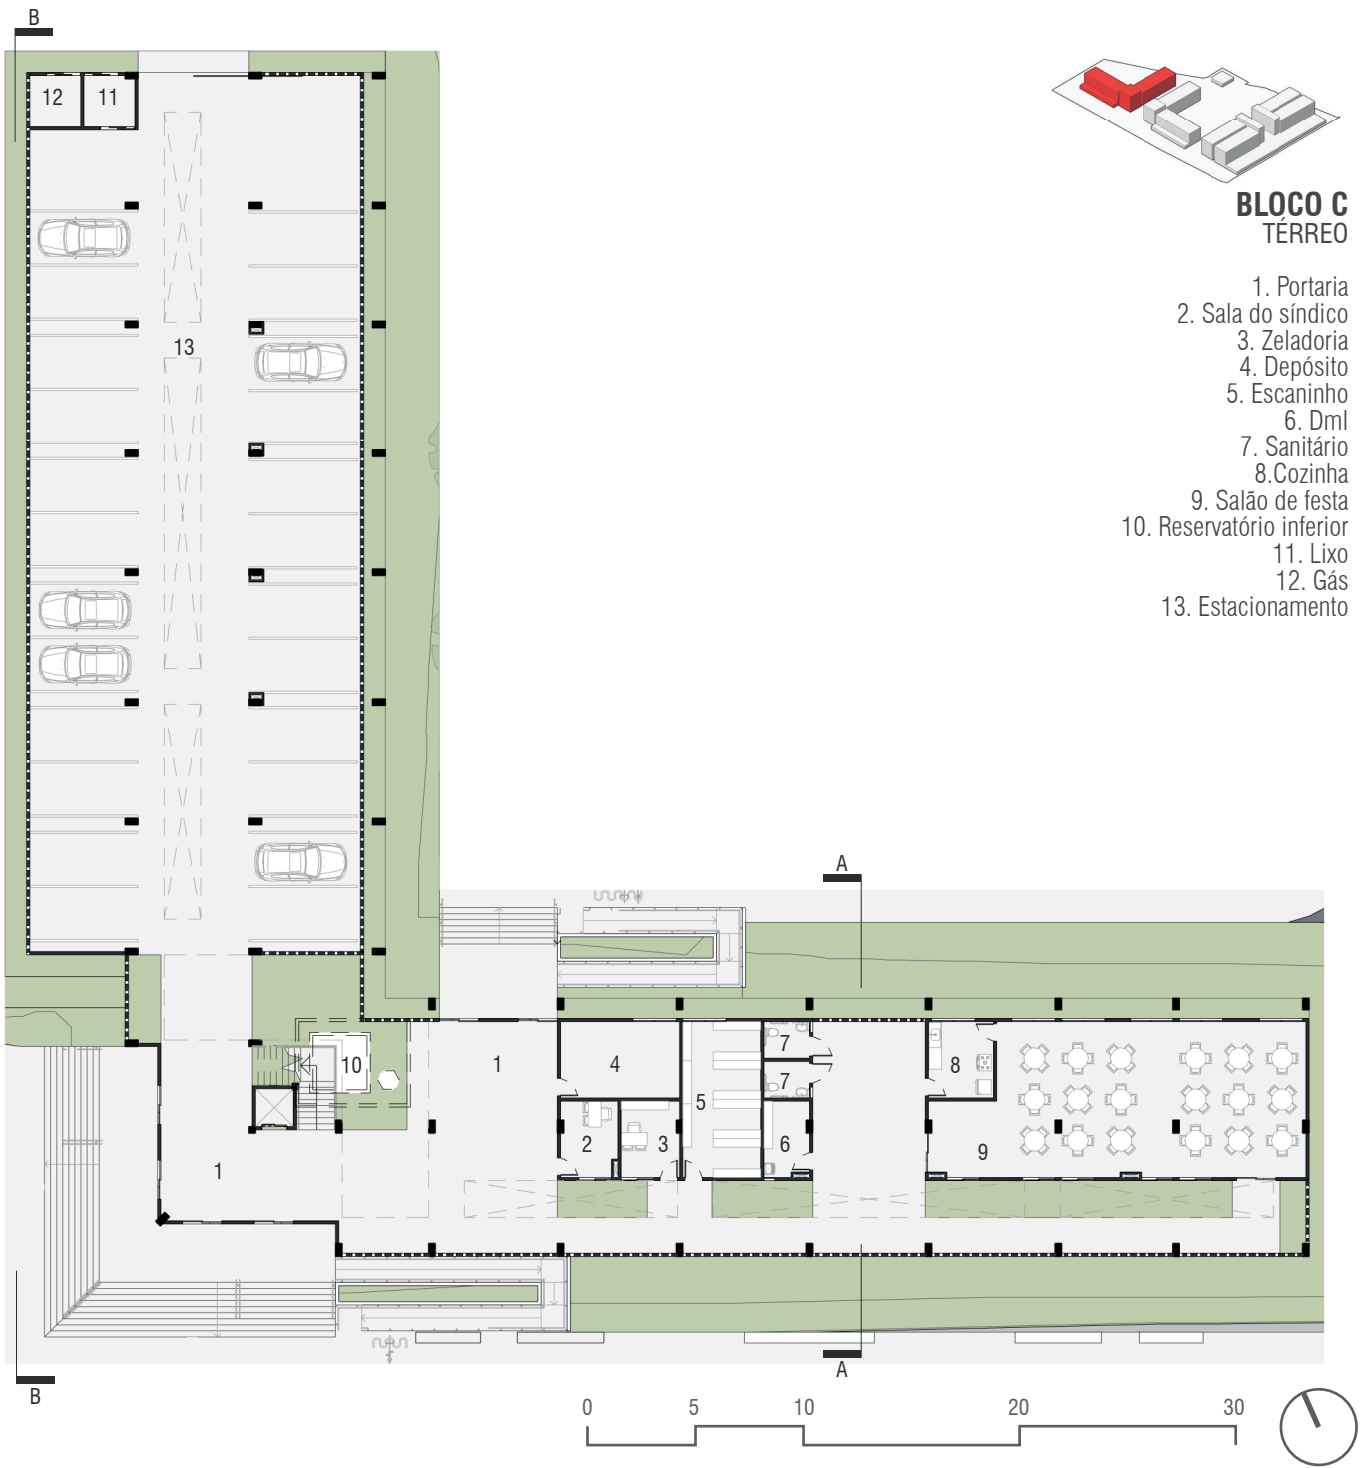 B
12
11
BLOCO C
TÉRREO
1. Portaria
2. Sala do síndico
3. Zeladoria
4. Depósito
5. Escaninho
6. Dml
7. Sanitário
8.Cozinha
9. Salão de festa
10. Reservatório inferior
11. Lixo
12. Gás
13. Estacionamento
13
A
10
1
4
7
8
7
5
2
3
6
9
1
A
B
0
5
10
20
30